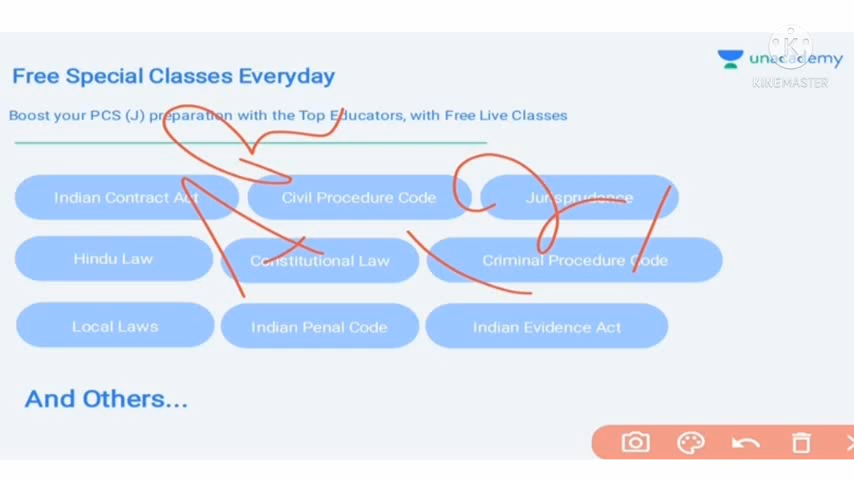 unacademy
K
KINEMASTER
Free Special Classes Everyday
Boost your PCS (J) preparation with the Top Educators, with Free Live Classes
Indian Contract Act Civil Procedure Code Jurisprudence
Hindu Law Constitutional Law Criminal Procedure Code
Local Laws Indian Penal Code Indian Evidence Act
And Others...